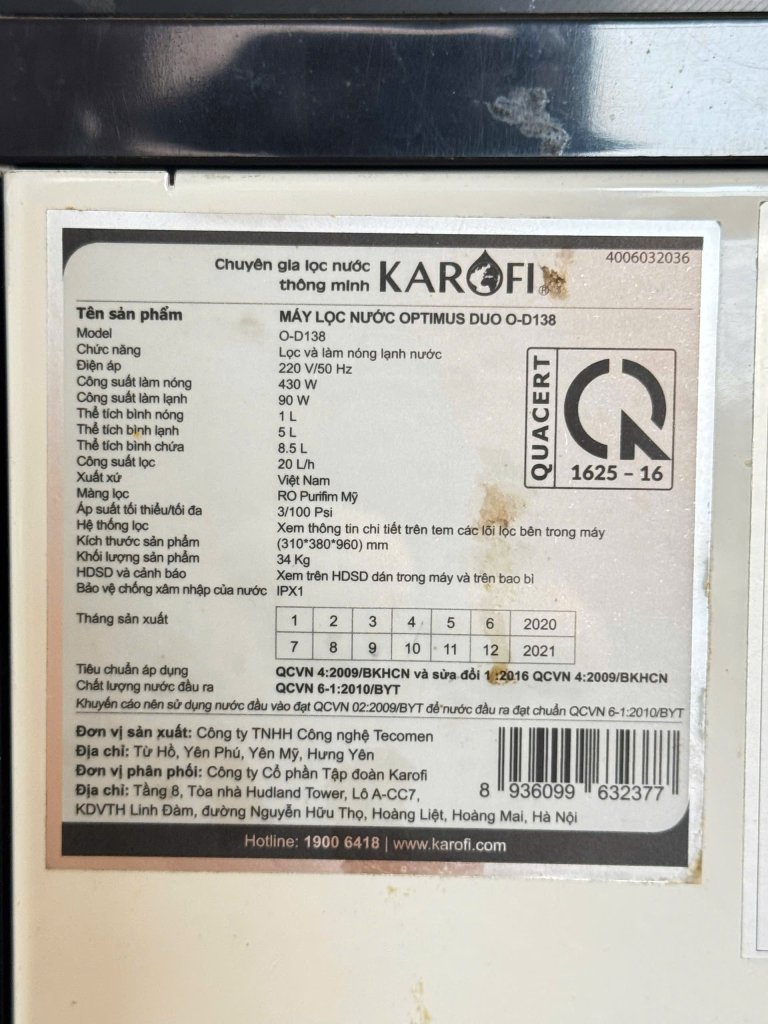 4006032036
Chuyên gia lọc nước
thông minh
KAROFI
®
Tên sản phẩm MÁY LỌC NƯỚC OPTIMUS DUO O-D138
Model O-D138
Chức năng Lọc và làm nóng lạnh nước
Điện áp 220 V/50 Hz
Công suất làm nóng 430 W
Công suất làm lạnh 90 W
Thể tích bình nóng 1 L
Thể tích bình lạnh 5 L
Thể tích bình chứa 8.5 L
Công suất lọc 20 L/h
Xuất xứ Việt Nam
Màng lọc RO Purifim Mỹ
Áp suất tối thiểu/tối đa 3/100 Psi
Hệ thống lọc Xem thông tin chi tiết trên tem các lõi lọc bên trong máy
Kích thước sản phẩm (310*380*960) mm
Khối lượng sản phẩm 34 Kg
HDSD và cảnh báo Xem trên HDSD dán trong máy và trên bao bì
Bảo vệ chống xâm nhập của nước IPX1
QUACERT
1625 - 16
Tháng sản xuất
1 2 3 4 5 6 2020
7 8 9 10 11 12 2021
Tiêu chuẩn áp dụng QCVN 4:2009/BKHCN và sửa đổi 1:2016 QCVN 4:2009/BKHCN
Chất lượng nước đầu ra QCVN 6-1:2010/BYT
Khuyến cáo nên sử dụng nước đầu vào đạt QCVN 02:2009/BYT để nước đầu ra đạt chuẩn QCVN 6-1:2010/BYT
Đơn vị sản xuất: Công ty TNHH Công nghệ Tecomen
Địa chỉ: Từ Hồ, Yên Phú, Yên Mỹ, Hưng Yên
Đơn vị phân phối: Công ty Cổ phần Tập đoàn Karofi
Địa chỉ: Tầng 8, Tòa nhà Hudland Tower, Lô A-CC7,
KDVTH Linh Đàm, đường Nguyễn Hữu Thọ, Hoàng Liệt, Hoàng Mai, Hà Nội
8 936099 632377
Hotline: 1900 6418 | www.karofi.com